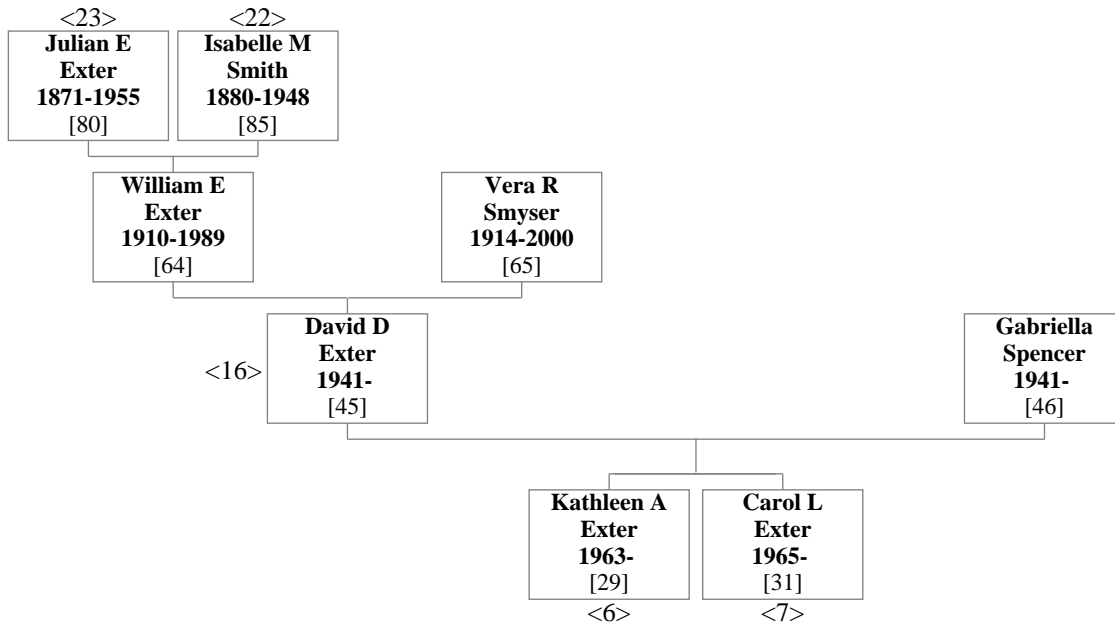 <23>
<22>
Julian E
Exter
1871-1955
[80]
Isabelle M
Smith
1880-1948
[85]
William E
Exter
1910-1989
[64]
Vera R
Smyser
1914-2000
[65]
<16>
David D
Exter
1941-
[45]
Gabriella
Spencer
1941-
[46]
Kathleen A
Exter
1963-
[29]
<6>
Carol L
Exter
1965-
[31]
<7>